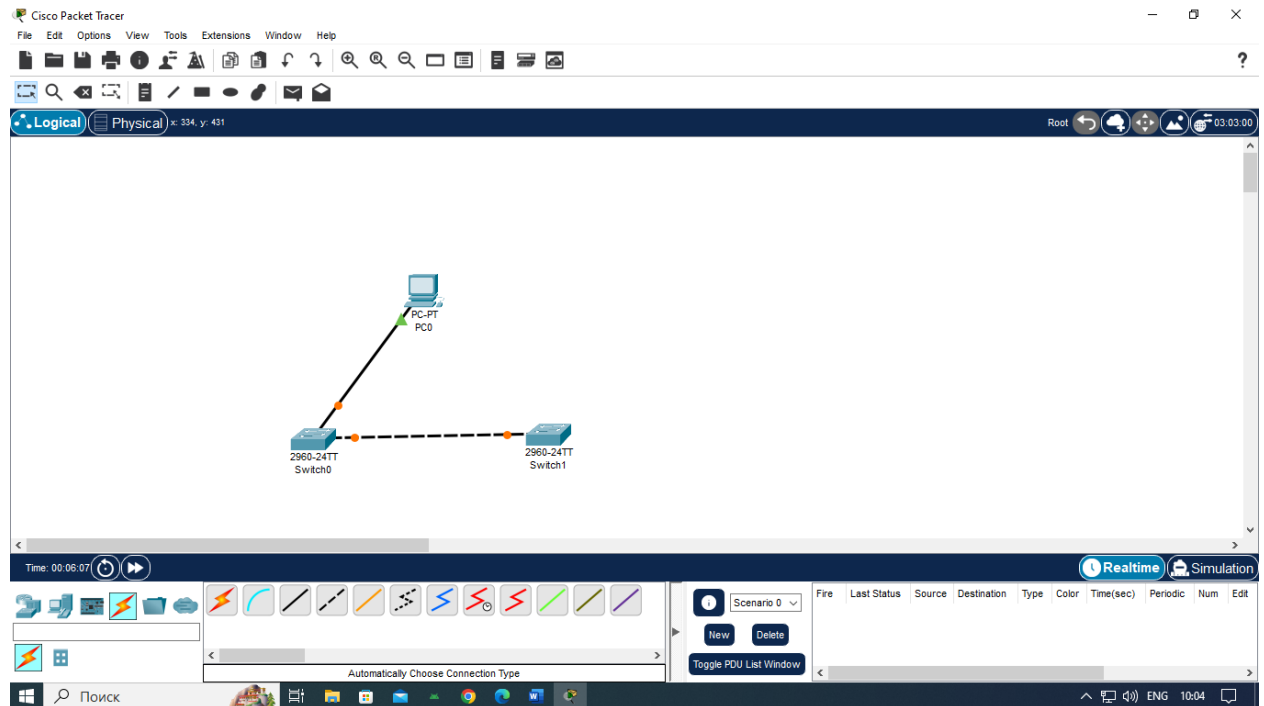 Cisco Packet Tracer
File Edit Options View Tools Extensions Window Help
?
Logical Physical x: 334, y: 431 Root 03:03:00
PC-PT
PC0
2960-24TT
Switch0
2960-24TT
Switch1
Time: 00:06:07 Realtime Simulation
Scenario 0
New Delete
Toggle PDU List Window
Fire Last Status Source Destination Type Color Time(sec) Periodic Num Edit
Automatically Choose Connection Type
Поиск ENG 10:04